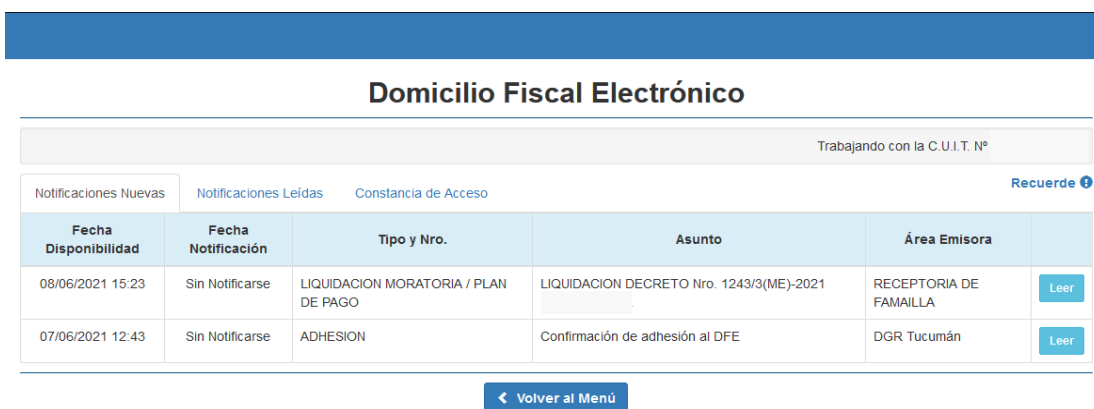 Domicilio Fiscal Electrónico
Trabajando con la C.U.I.T. Nº
Notificaciones Nuevas Notificaciones Leídas Constancia de Acceso Recuerde
Fecha Disponibilidad Fecha Notificación Tipo y Nro. Asunto Área Emisora
08/06/2021 15:23 Sin Notificarse LIQUIDACION MORATORIA / PLAN DE PAGO LIQUIDACION DECRETO Nro. 1243/3(ME)-2021 RECEPTORIA DE FAMAILLA Leer
07/06/2021 12:43 Sin Notificarse ADHESION Confirmación de adhesión al DFE DGR Tucumán Leer
Volver al Menú